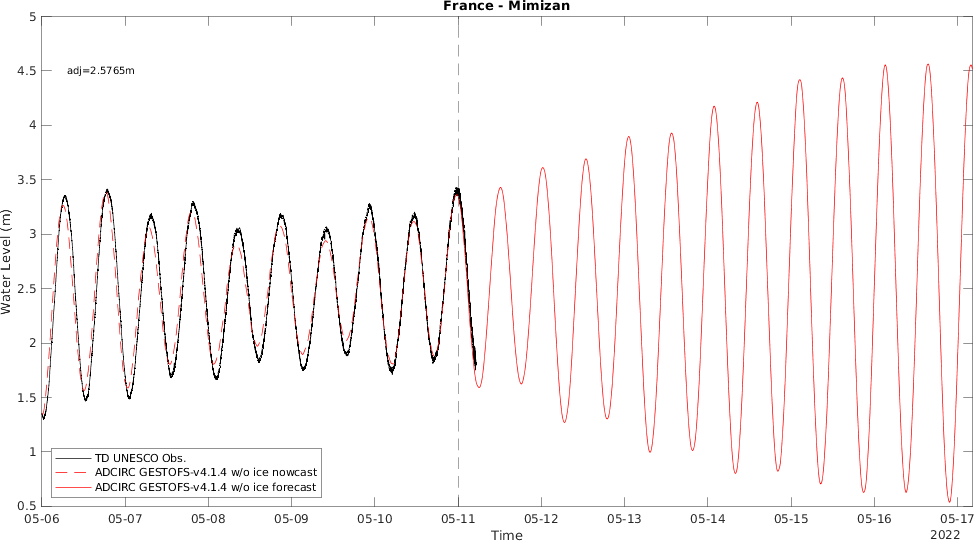 France - Mimizan
5
4.5
4
3.5
3
2.5
2
1.5
1
0.5
Water Level (m)
adj=2.5765m
TD UNESCO Obs.
ADCIRC GESTOFS-v4.1.4 w/o ice nowcast
ADCIRC GESTOFS-v4.1.4 w/o ice forecast
05-06 05-07 05-08 05-09 05-10 05-11 05-12 05-13 05-14 05-15 05-16 05-17
Time
2022